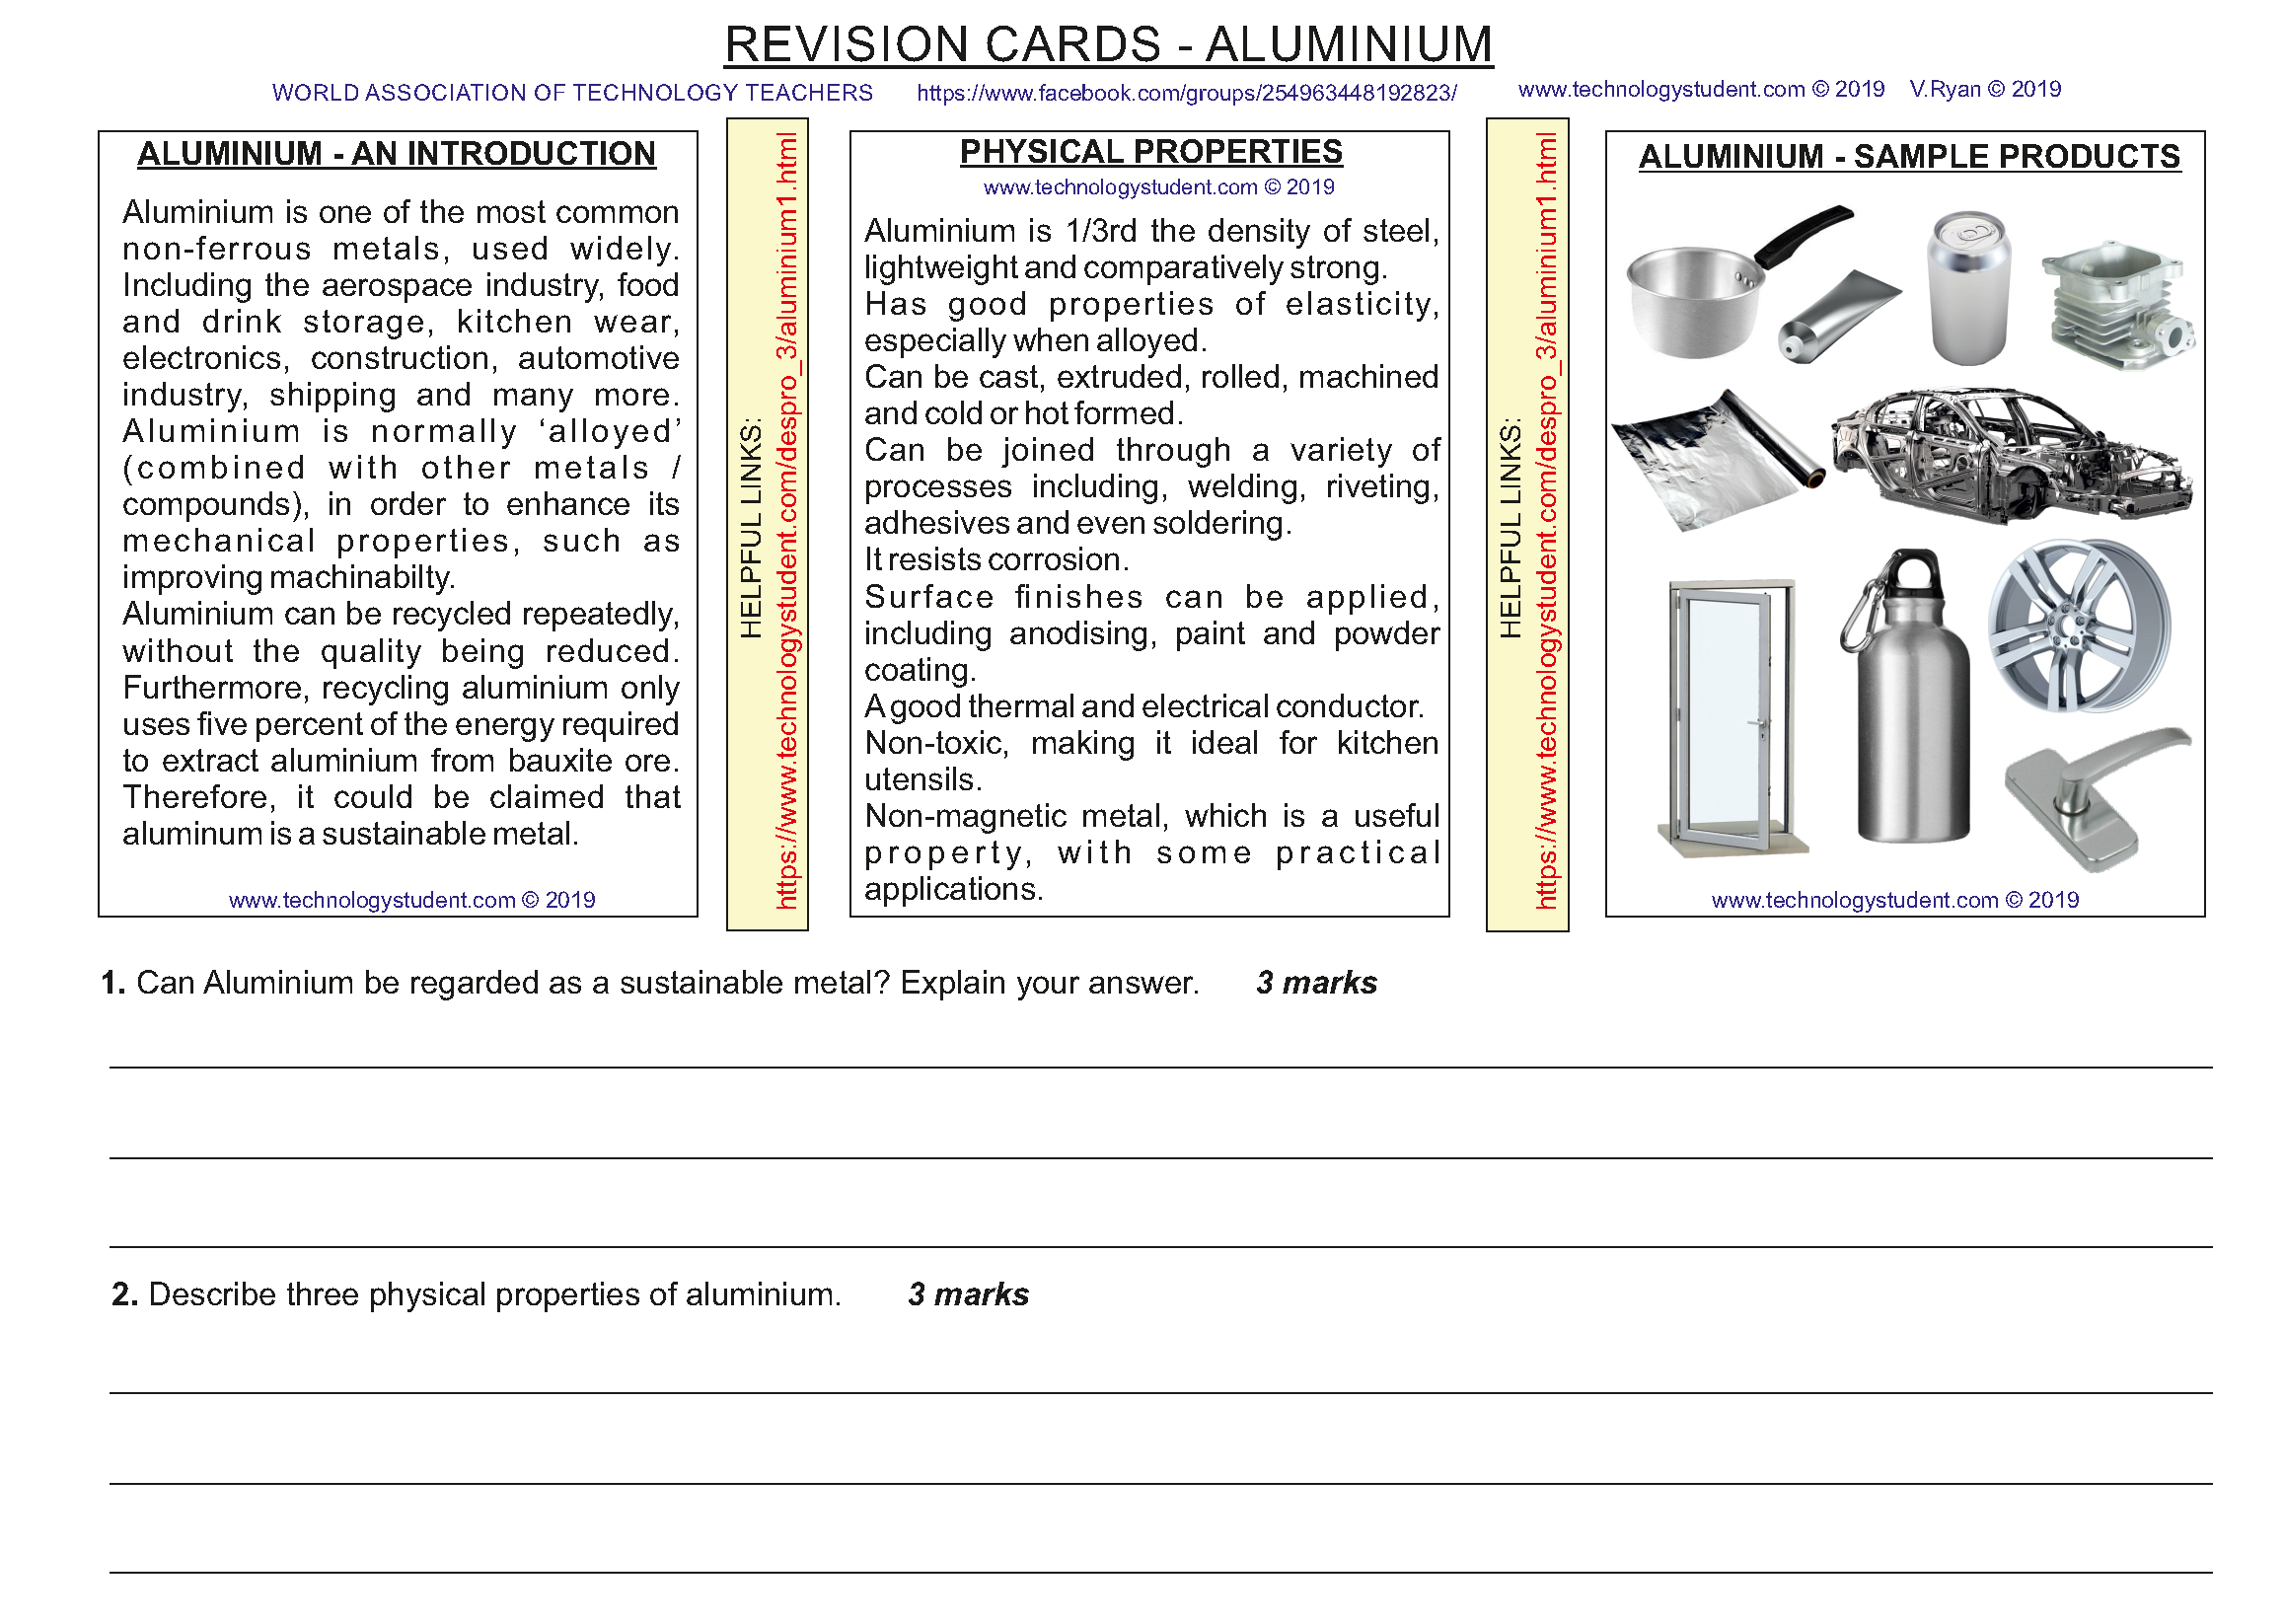 REVISION CARDS - ALUMINIUM
WORLD ASSOCIATION OF TECHNOLOGY TEACHERS https://www.facebook.com/groups/254963448192823/ www.technologystudent.com © 2019 V.Ryan © 2019
ALUMINIUM - AN INTRODUCTION
Aluminium is one of the most common
non-ferrous metals, used widely.
Including the aerospace industry, food
and drink storage, kitchen wear,
electronics, construction, automotive
industry, shipping and many more.
Aluminium is normally ‘alloyed’
(combined with other metals /
compounds), in order to enhance its
mechanical properties, such as
improving machinabilty.
Aluminium can be recycled repeatedly,
without the quality being reduced.
Furthermore, recycling aluminium only
uses five percent of the energy required
to extract aluminium from bauxite ore.
Therefore, it could be claimed that
aluminum is a sustainable metal.
www.technologystudent.com © 2019
HELPFUL LINKS:
https://www.technologystudent.com/despro_3/aluminium1.html
PHYSICAL PROPERTIES
www.technologystudent.com © 2019
Aluminium is 1/3rd the density of steel,
lightweight and comparatively strong.
Has good properties of elasticity,
especially when alloyed.
Can be cast, extruded, rolled, machined
and cold or hot formed.
Can be joined through a variety of
processes including, welding, riveting,
adhesives and even soldering.
It resists corrosion.
Surface finishes can be applied,
including anodising, paint and powder
coating.
A good thermal and electrical conductor.
Non-toxic, making it ideal for kitchen
utensils.
Non-magnetic metal, which is a useful
property, with some practical
applications.
HELPFUL LINKS:
https://www.technologystudent.com/despro_3/aluminium1.html
ALUMINIUM - SAMPLE PRODUCTS
www.technologystudent.com © 2019
1. Can Aluminium be regarded as a sustainable metal? Explain your answer. 3 marks
2. Describe three physical properties of aluminium. 3 marks